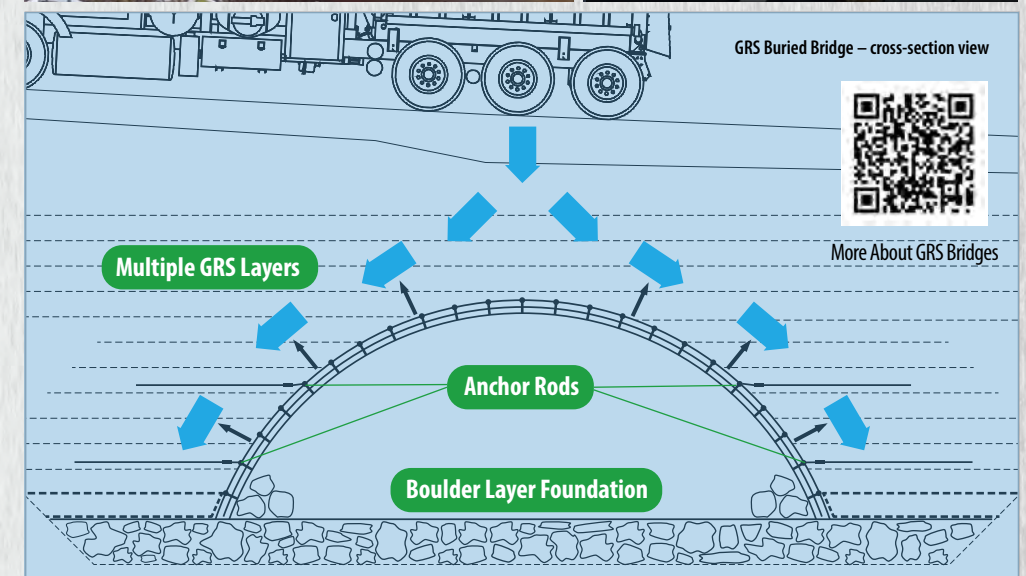 GRS Buried Bridge – cross-section view
More About GRS Bridges
Multiple GRS Layers
Anchor Rods
Boulder Layer Foundation